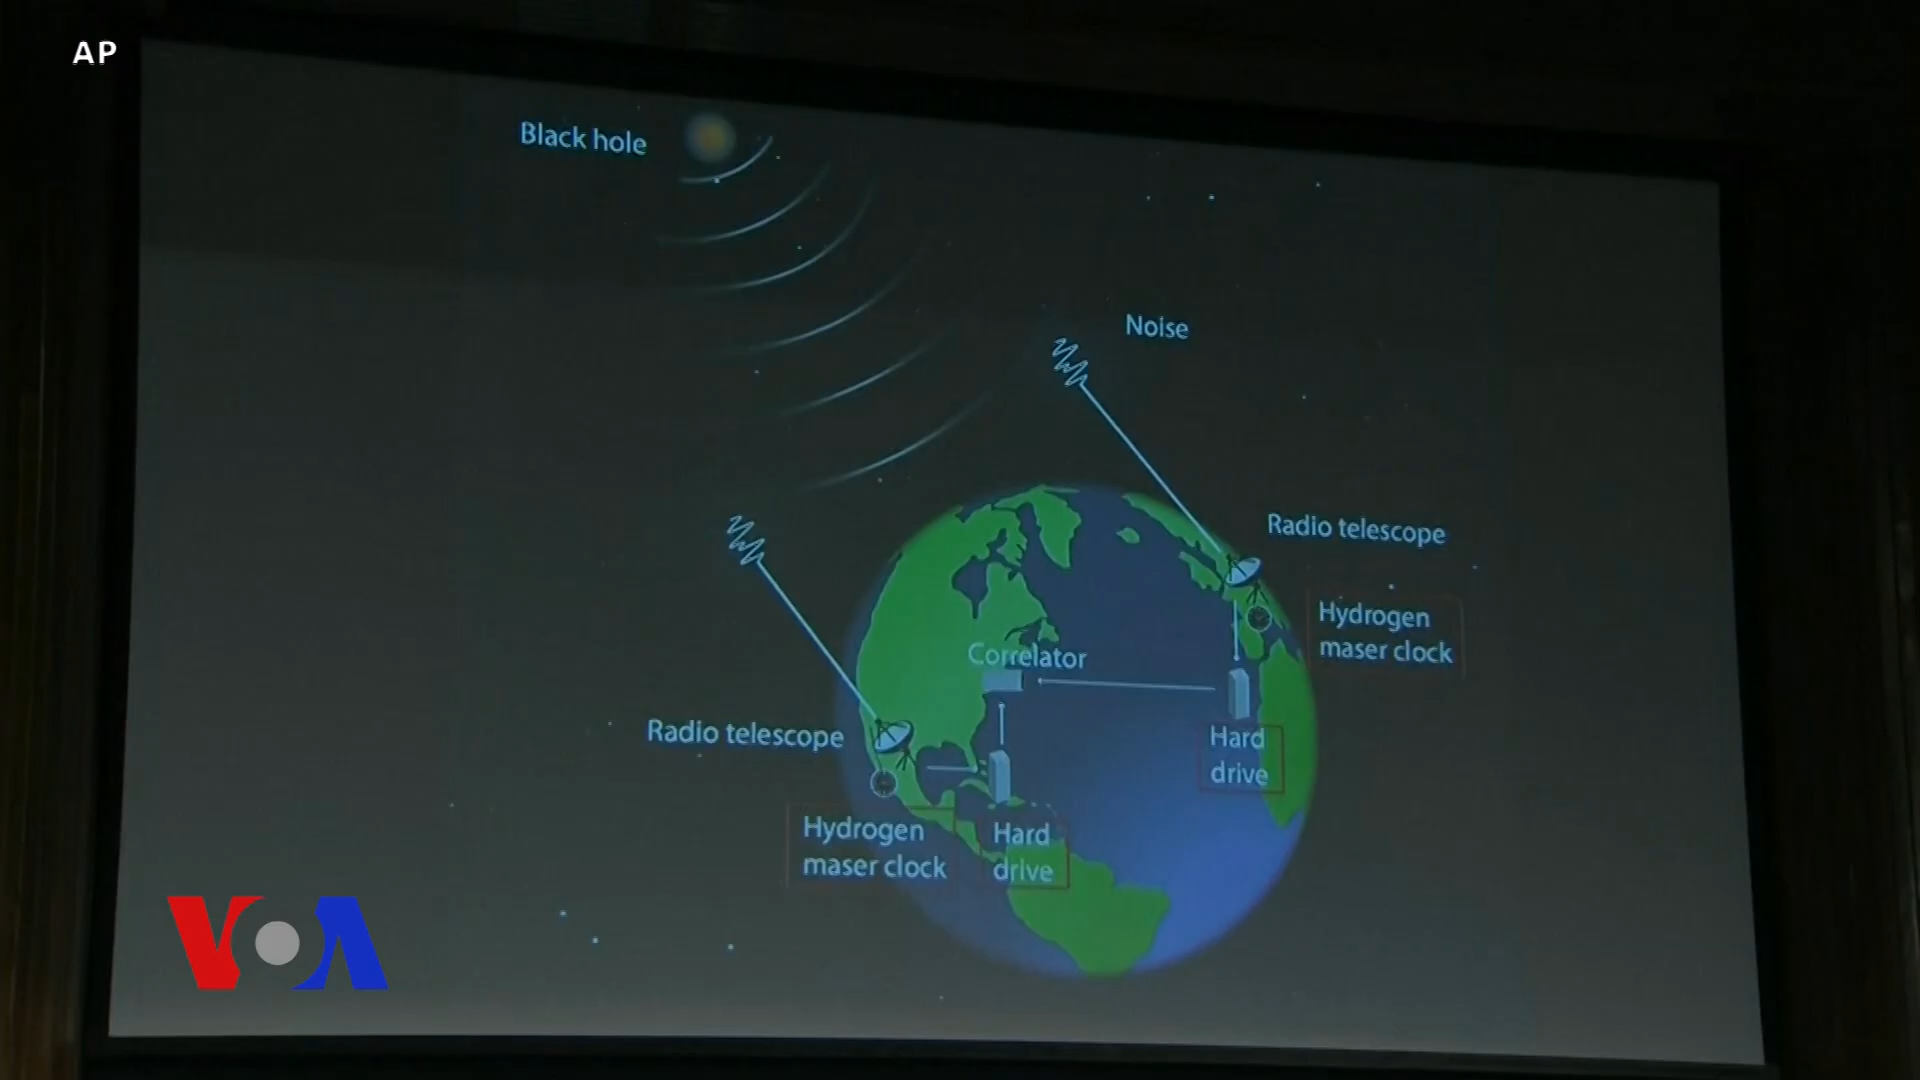 AP
Black hole
Noise
Radio telescope
Hydrogen
maser clock
Correlator
Radio telescope
Hard
drive
Hydrogen
maser clock
Hard
drive
VOA